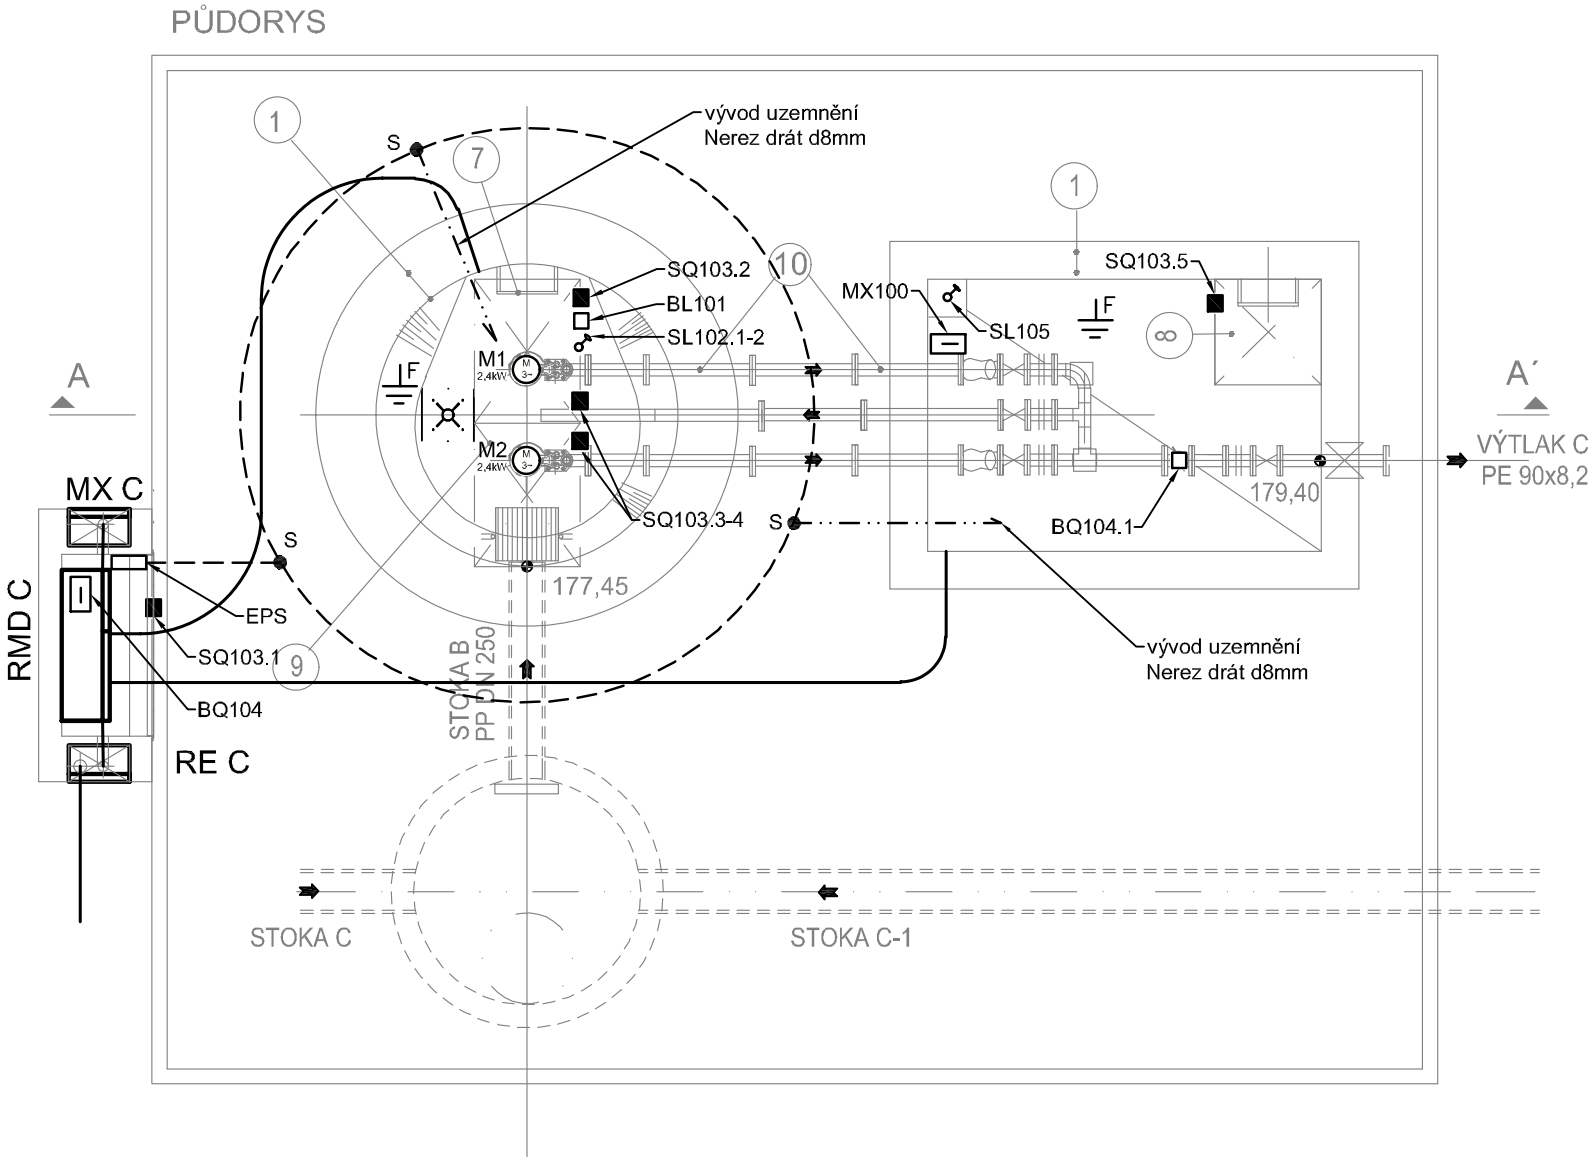 PŮDORYS
1
S
7
vývod uzemnění
Nerez drát d8mm
1
SQ103.2
10
SQ103.5
BL101
MX100
F
SL105
SL102.1-2
8
M1
2,4kW
M
3~
F
A
A´
M2
2,4kW
M
3~
VÝTLAK C
PE 90x8,2
179,40
MX C
SQ103.3-4
S
BQ104.1
S
177,45
RMD C
EPS
SQ103.1
9
STOKA B
PP DN 250
vývod uzemnění
Nerez drát d8mm
BQ104
RE C
STOKA C
STOKA C-1